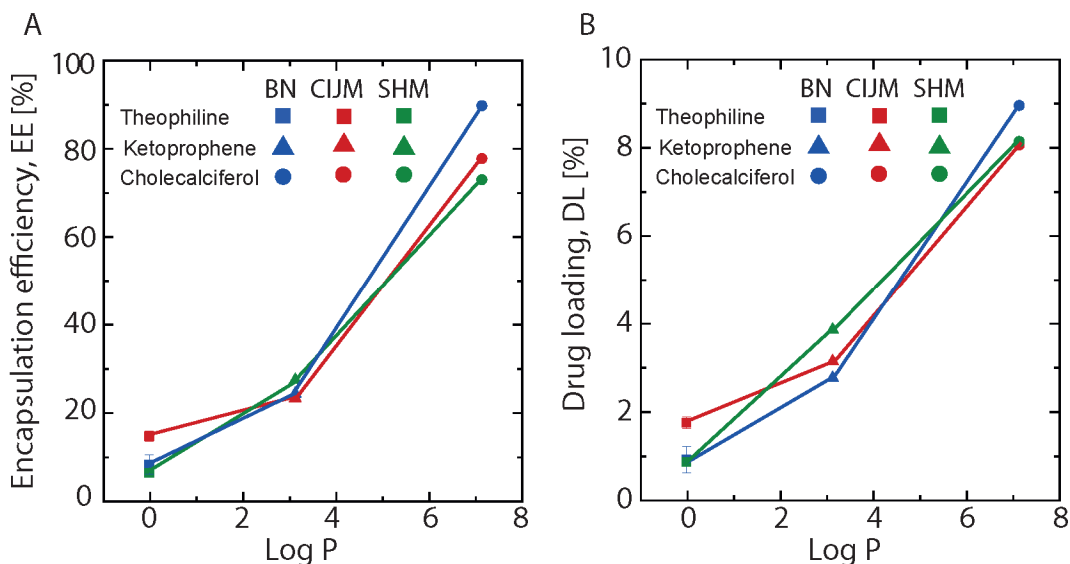 A
Encapsulation efficiency, EE [%]
100
80
60
40
20
0
BN CIJM SHM
Theophiline
Ketoprophene
Cholecalciferol
0 2 4 6 8
Log P
B
Drug loading, DL [%]
10
8
6
4
2
0
BN CIJM SHM
Theophiline
Ketoprophene
Cholecalciferol
0 2 4 6 8
Log P